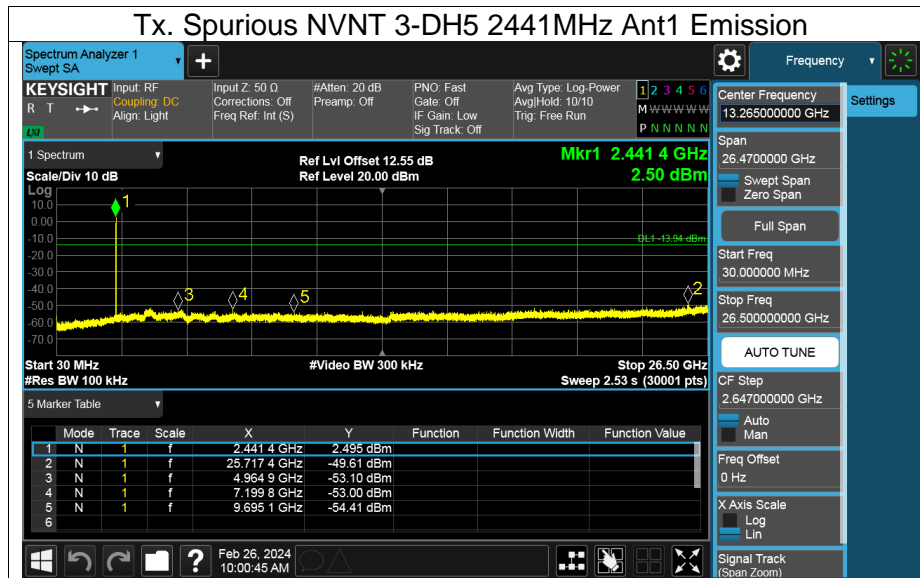 Tx. Spurious NVNT 3-DH5 2441MHz Ant1 Emission
Spectrum Analyzer 1
Swept SA
+
Frequency
KEYSIGHT
R T
LXI
Input: RF
Coupling: DC
Align: Light
Input Z: 50 Ω
Corrections: Off
Freq Ref: Int (S)
#Atten: 20 dB
Preamp: Off
PNO: Fast
Gate: Off
IF Gain: Low
Sig Track: Off
Avg Type: Log-Power
Avg|Hold: 10/10
Trig: Free Run
1 2 3 4 5 6
M W W W W W
P N N N N N
1 Spectrum
Scale/Div 10 dB
Ref Lvl Offset 12.55 dB
Ref Level 20.00 dBm
Mkr1 2.441 4 GHz
2.50 dBm
Log
10.0
0.00
-10.0
-20.0
-30.0
-40.0
-50.0
-60.0
-70.0
1
3
4
5
2
DL1 -13.94 dBm
Start 30 MHz
#Res BW 100 kHz
#Video BW 300 kHz
Stop 26.50 GHz
Sweep 2.53 s (30001 pts)
5 Marker Table
Mode Trace Scale X Y Function Function Width Function Value
1 N 1 f 2.441 4 GHz 2.495 dBm
2 N 1 f 25.717 4 GHz -49.61 dBm
3 N 1 f 4.964 9 GHz -53.10 dBm
4 N 1 f 7.199 8 GHz -53.00 dBm
5 N 1 f 9.695 1 GHz -54.41 dBm
6
Feb 26, 2024
10:00:45 AM
?
Center Frequency
13.265000000 GHz
Settings
Span
26.4700000 GHz
Swept Span
Zero Span
Full Span
Start Freq
30.000000 MHz
Stop Freq
26.500000000 GHz
AUTO TUNE
CF Step
2.647000000 GHz
Auto
Man
Freq Offset
0 Hz
X Axis Scale
Log
Lin
Signal Track
(Span Zoom)